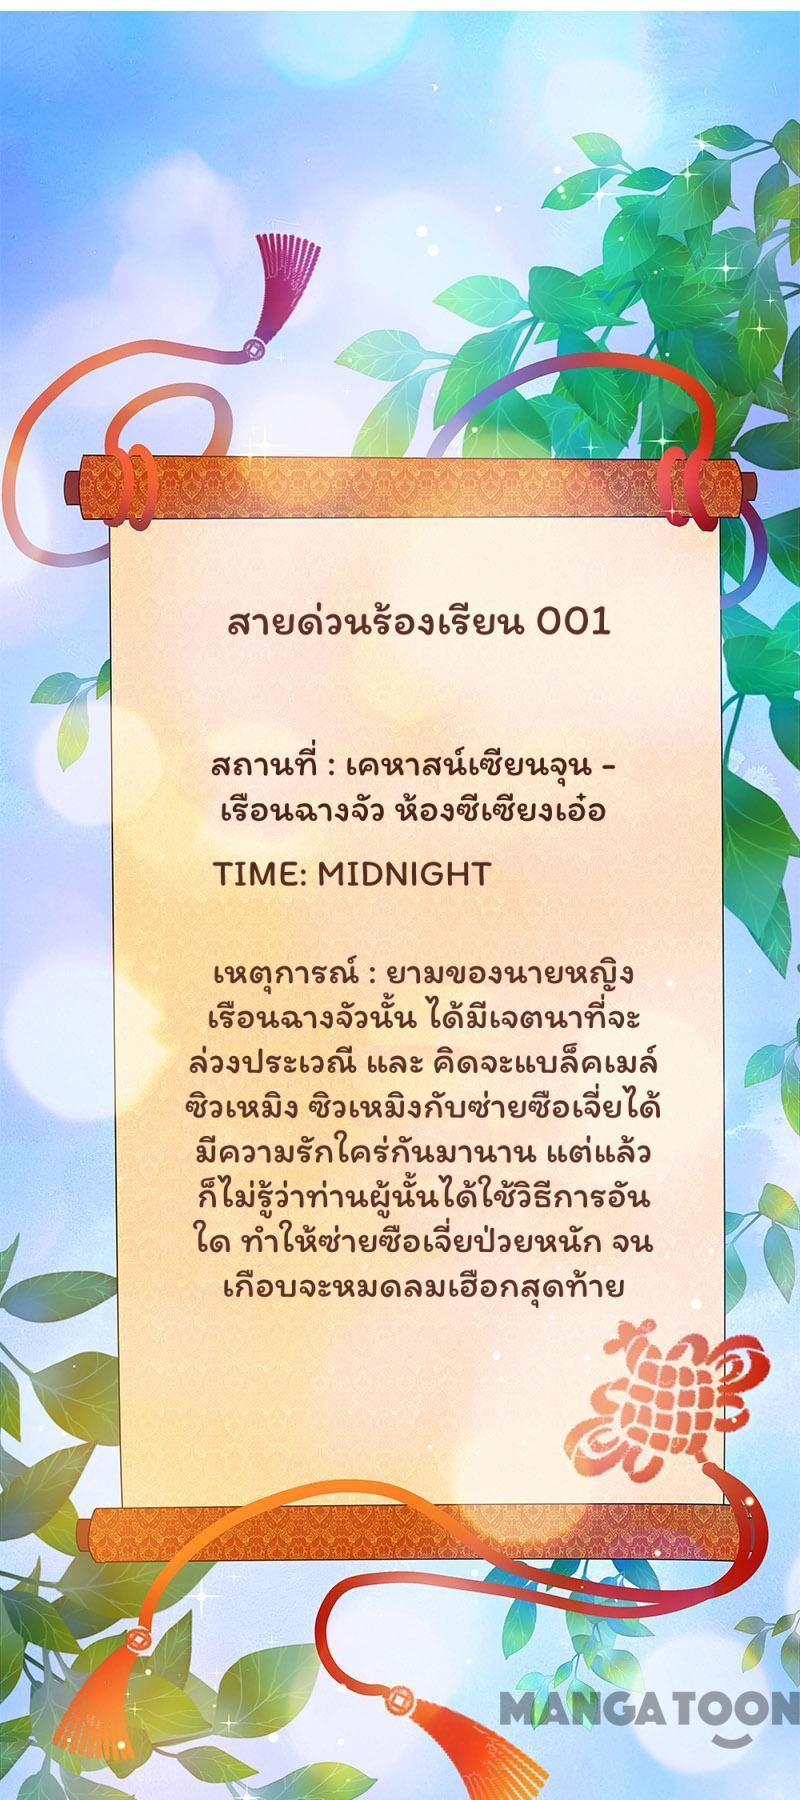 สายด่วนร้องเรียน 001
สถานที่ : เคหาสน์เซียนจุน -
เรือนฉางจัว ห้องซีเซียงเอ๋อ
TIME: MIDNIGHT
เหตุการณ์ : ยามของนายหญิง
เรือนฉางจัวนั้น ได้มีเจตนาที่จะ
ล่วงประเวณี และ คิดจะแบล็คเมล์
ซิวเหมิง ซิวเหมิงกับซ่ายซือเจี่ยได้
มีความรักใคร่กันมานาน แต่แล้ว
ก็ไม่รู้ว่าท่านผู้นั้นได้ใช้วิธีการอัน
ใด ทำให้ซ่ายซือเจี่ยป่วยหนัก จน
เกือบจะหมดลมเฮือกสุดท้าย
MANGATOON